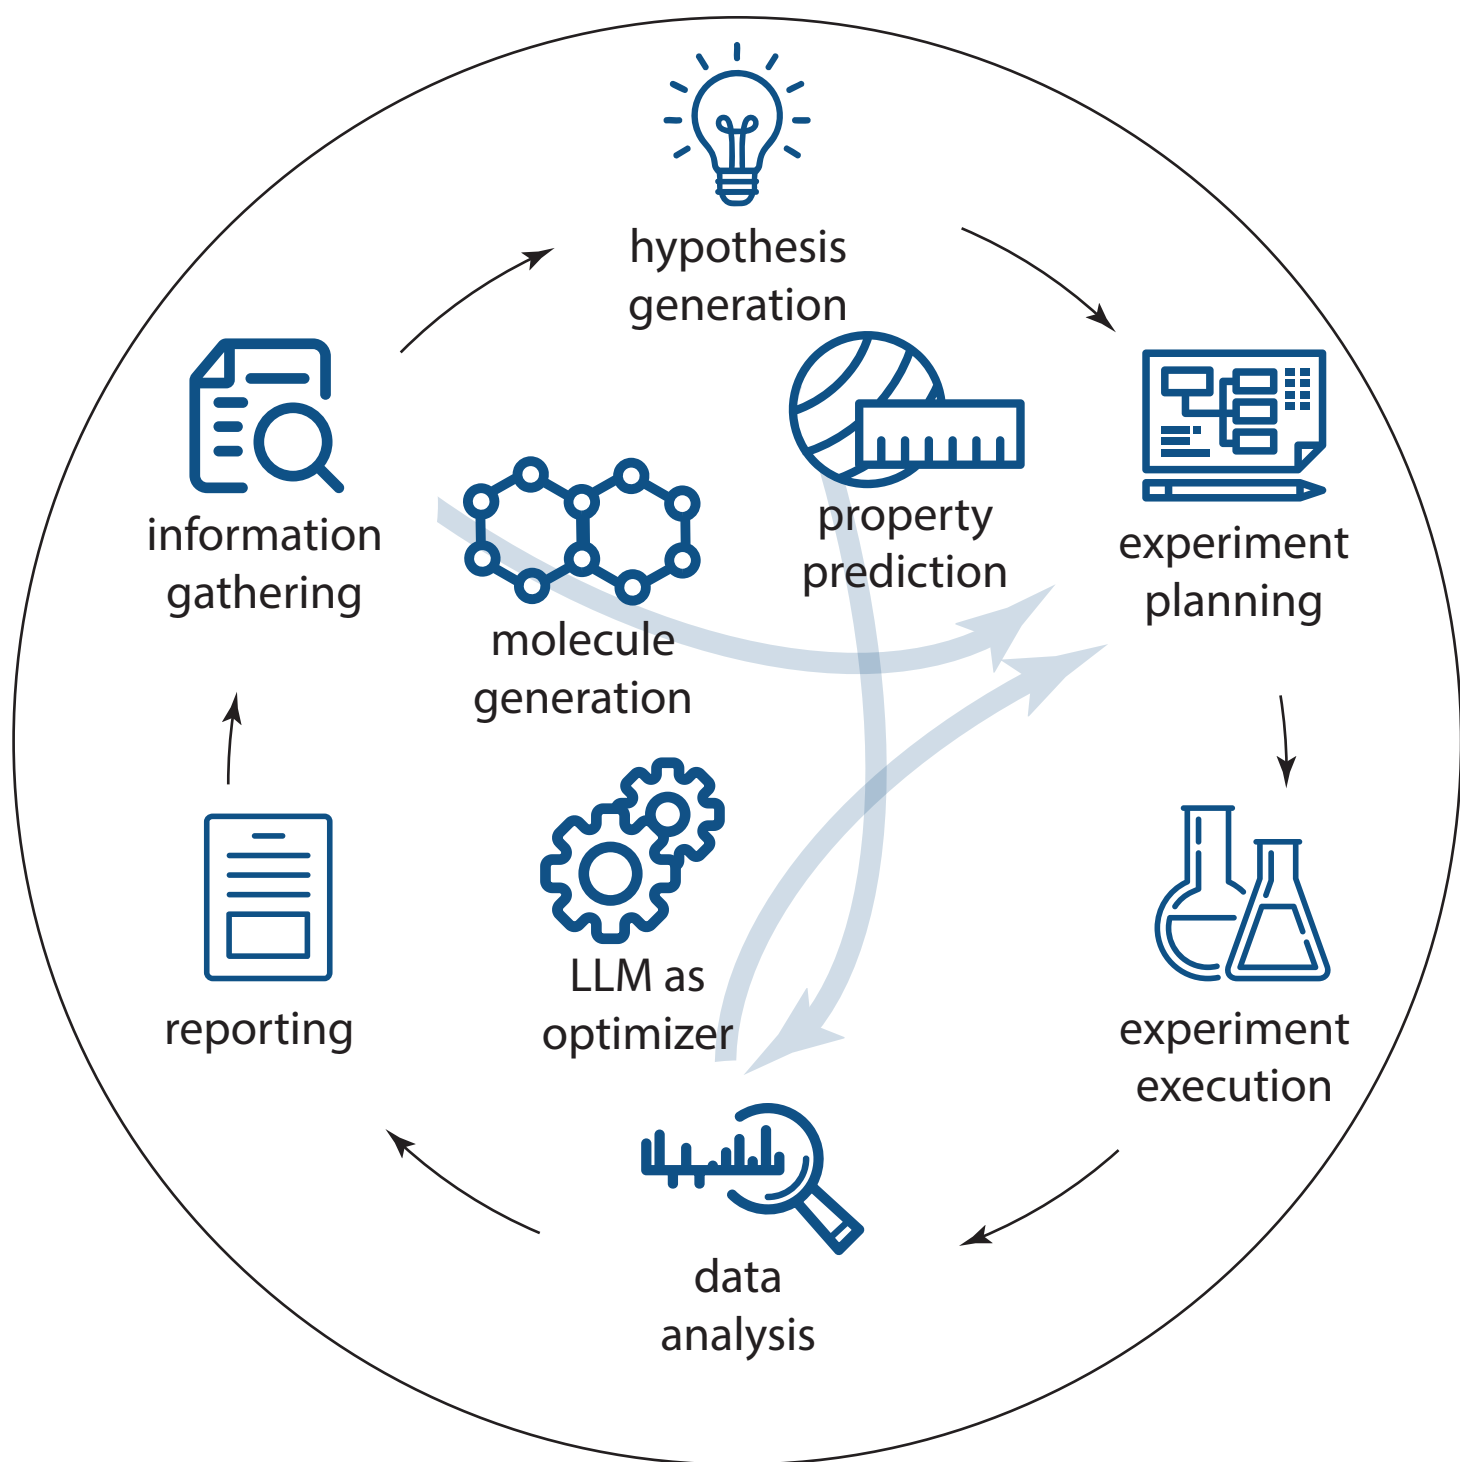 hypothesis
generation
information
gathering
property
prediction
experiment
planning
molecule
generation
LLM as
optimizer
reporting
experiment
execution
data
analysis